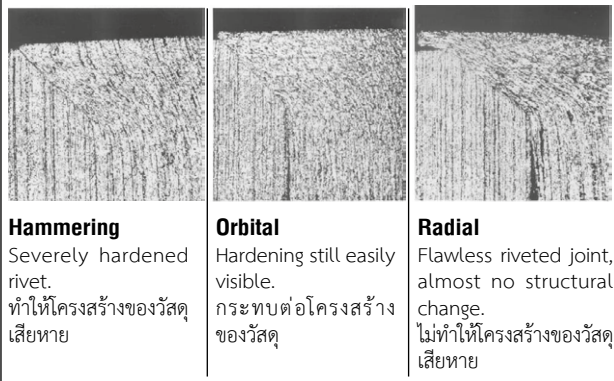 Hammering
Severely hardened
rivet.
ทำให้โครงสร้างของวัสดุ
เสียหาย
Orbital
Hardening still easily
visible.
กระทบต่อโครงสร้าง
ของวัสดุ
Radial
Flawless riveted joint,
almost no structural
change.
ไม่ทำให้โครงสร้างของวัสดุ
เสียหาย